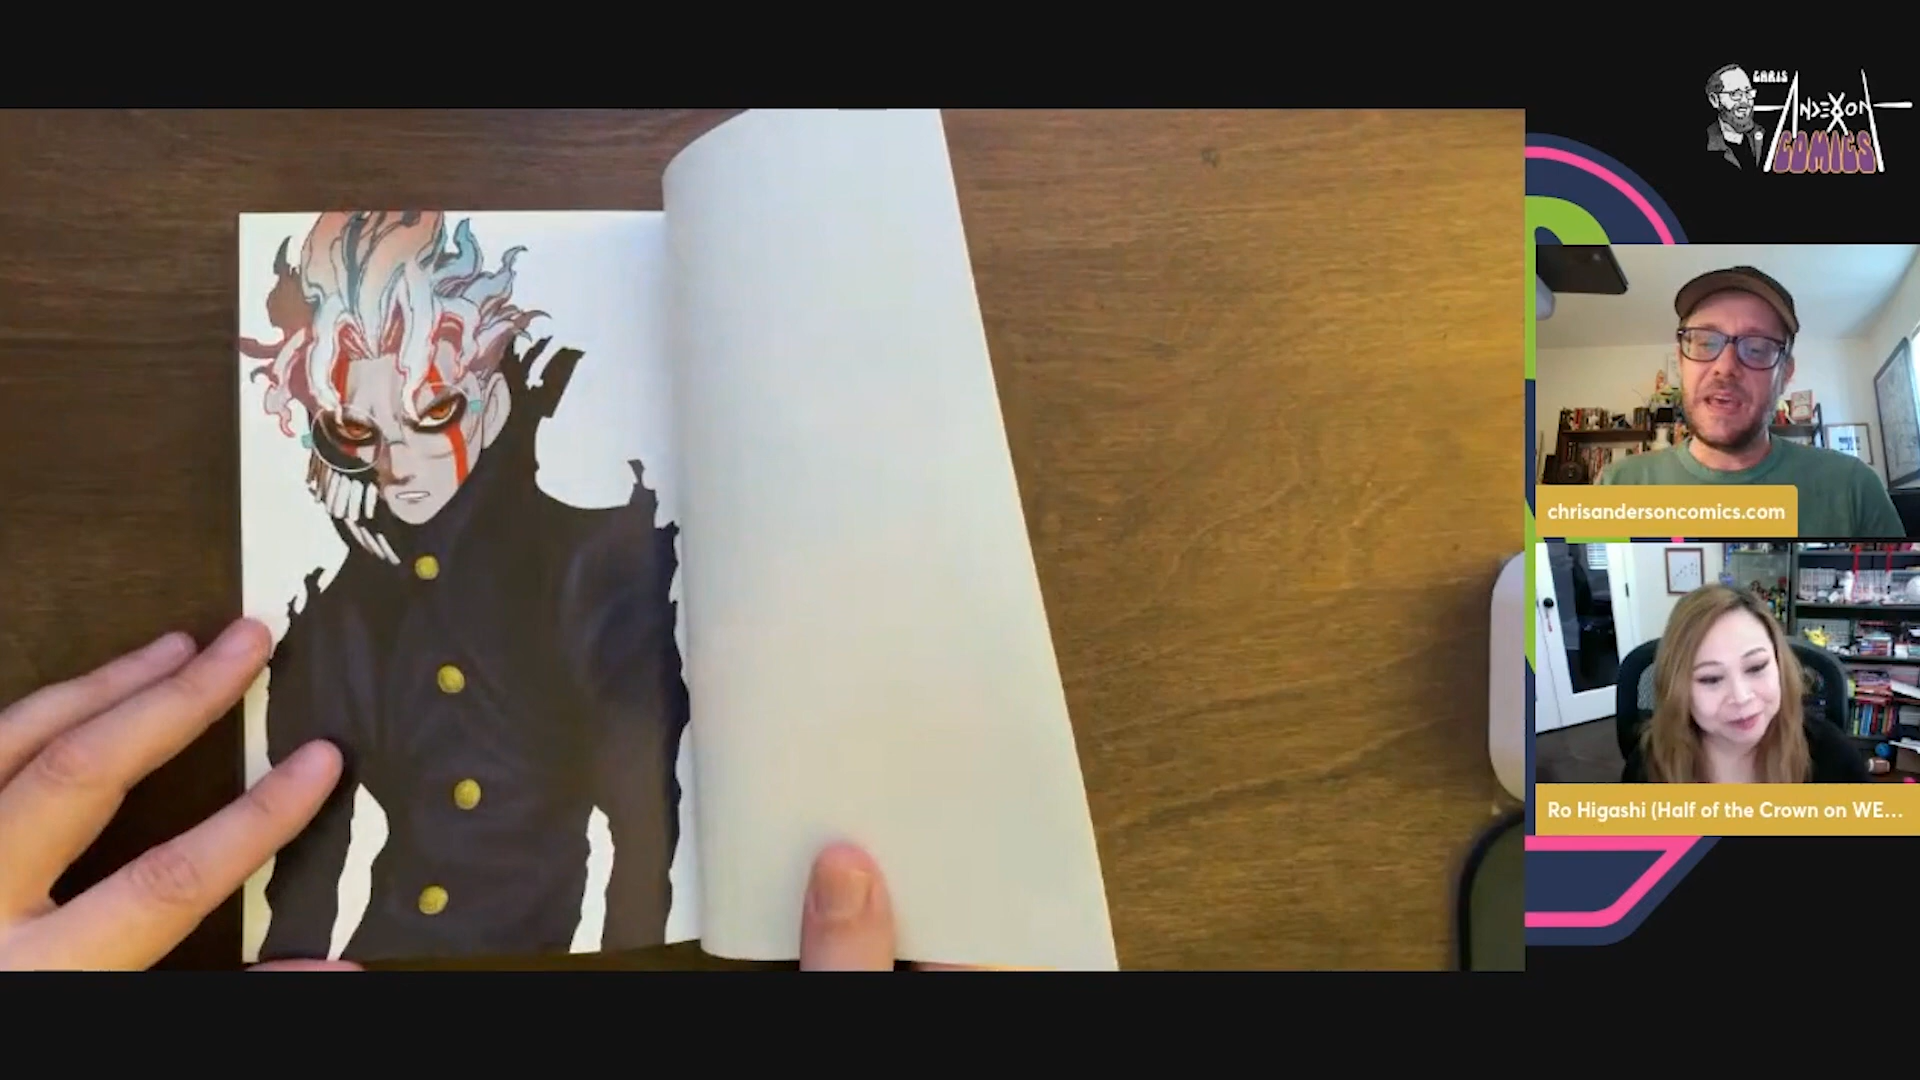 CHRIS
ANDERSON
COMICS
chrisandersoncomics.com
Ro Higashi (Half of the Crown on WE...